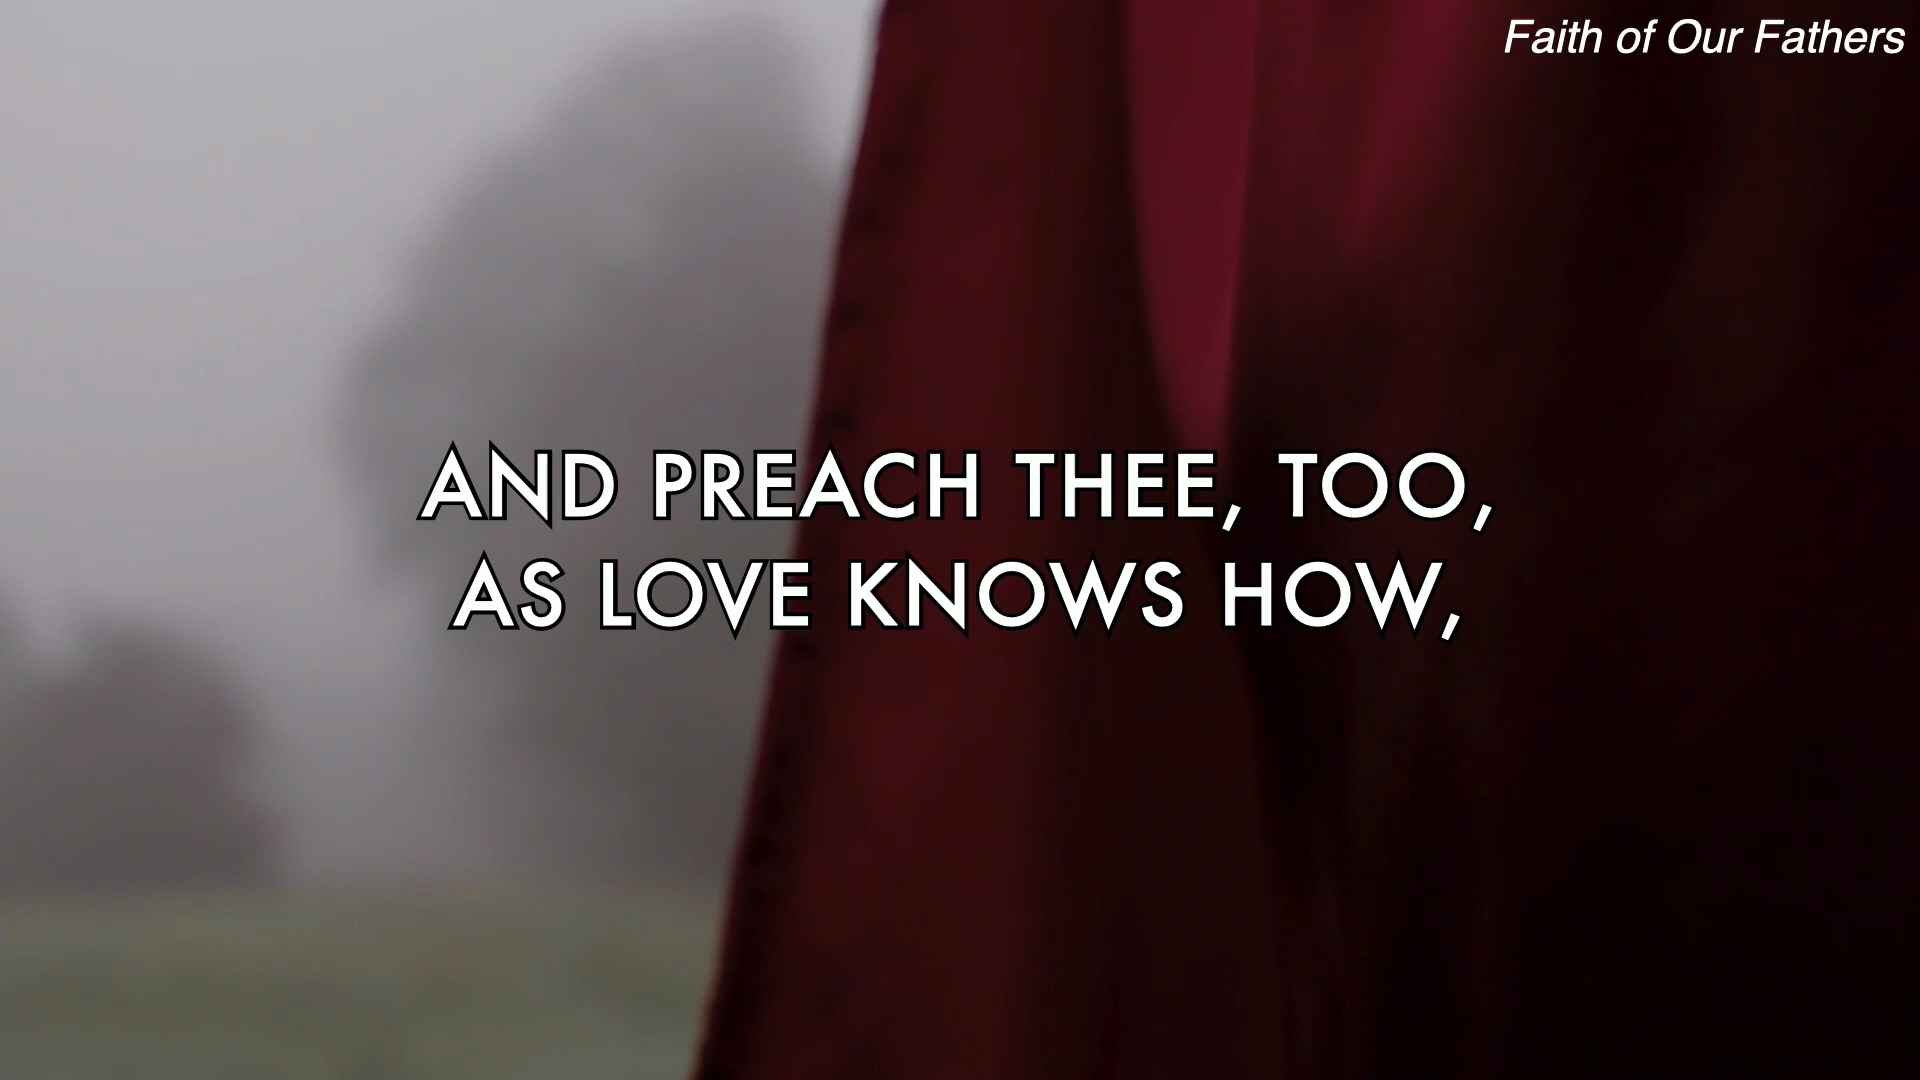 Faith of Our Fathers
AND PREACH THEE, TOO,
AS LOVE KNOWS HOW,